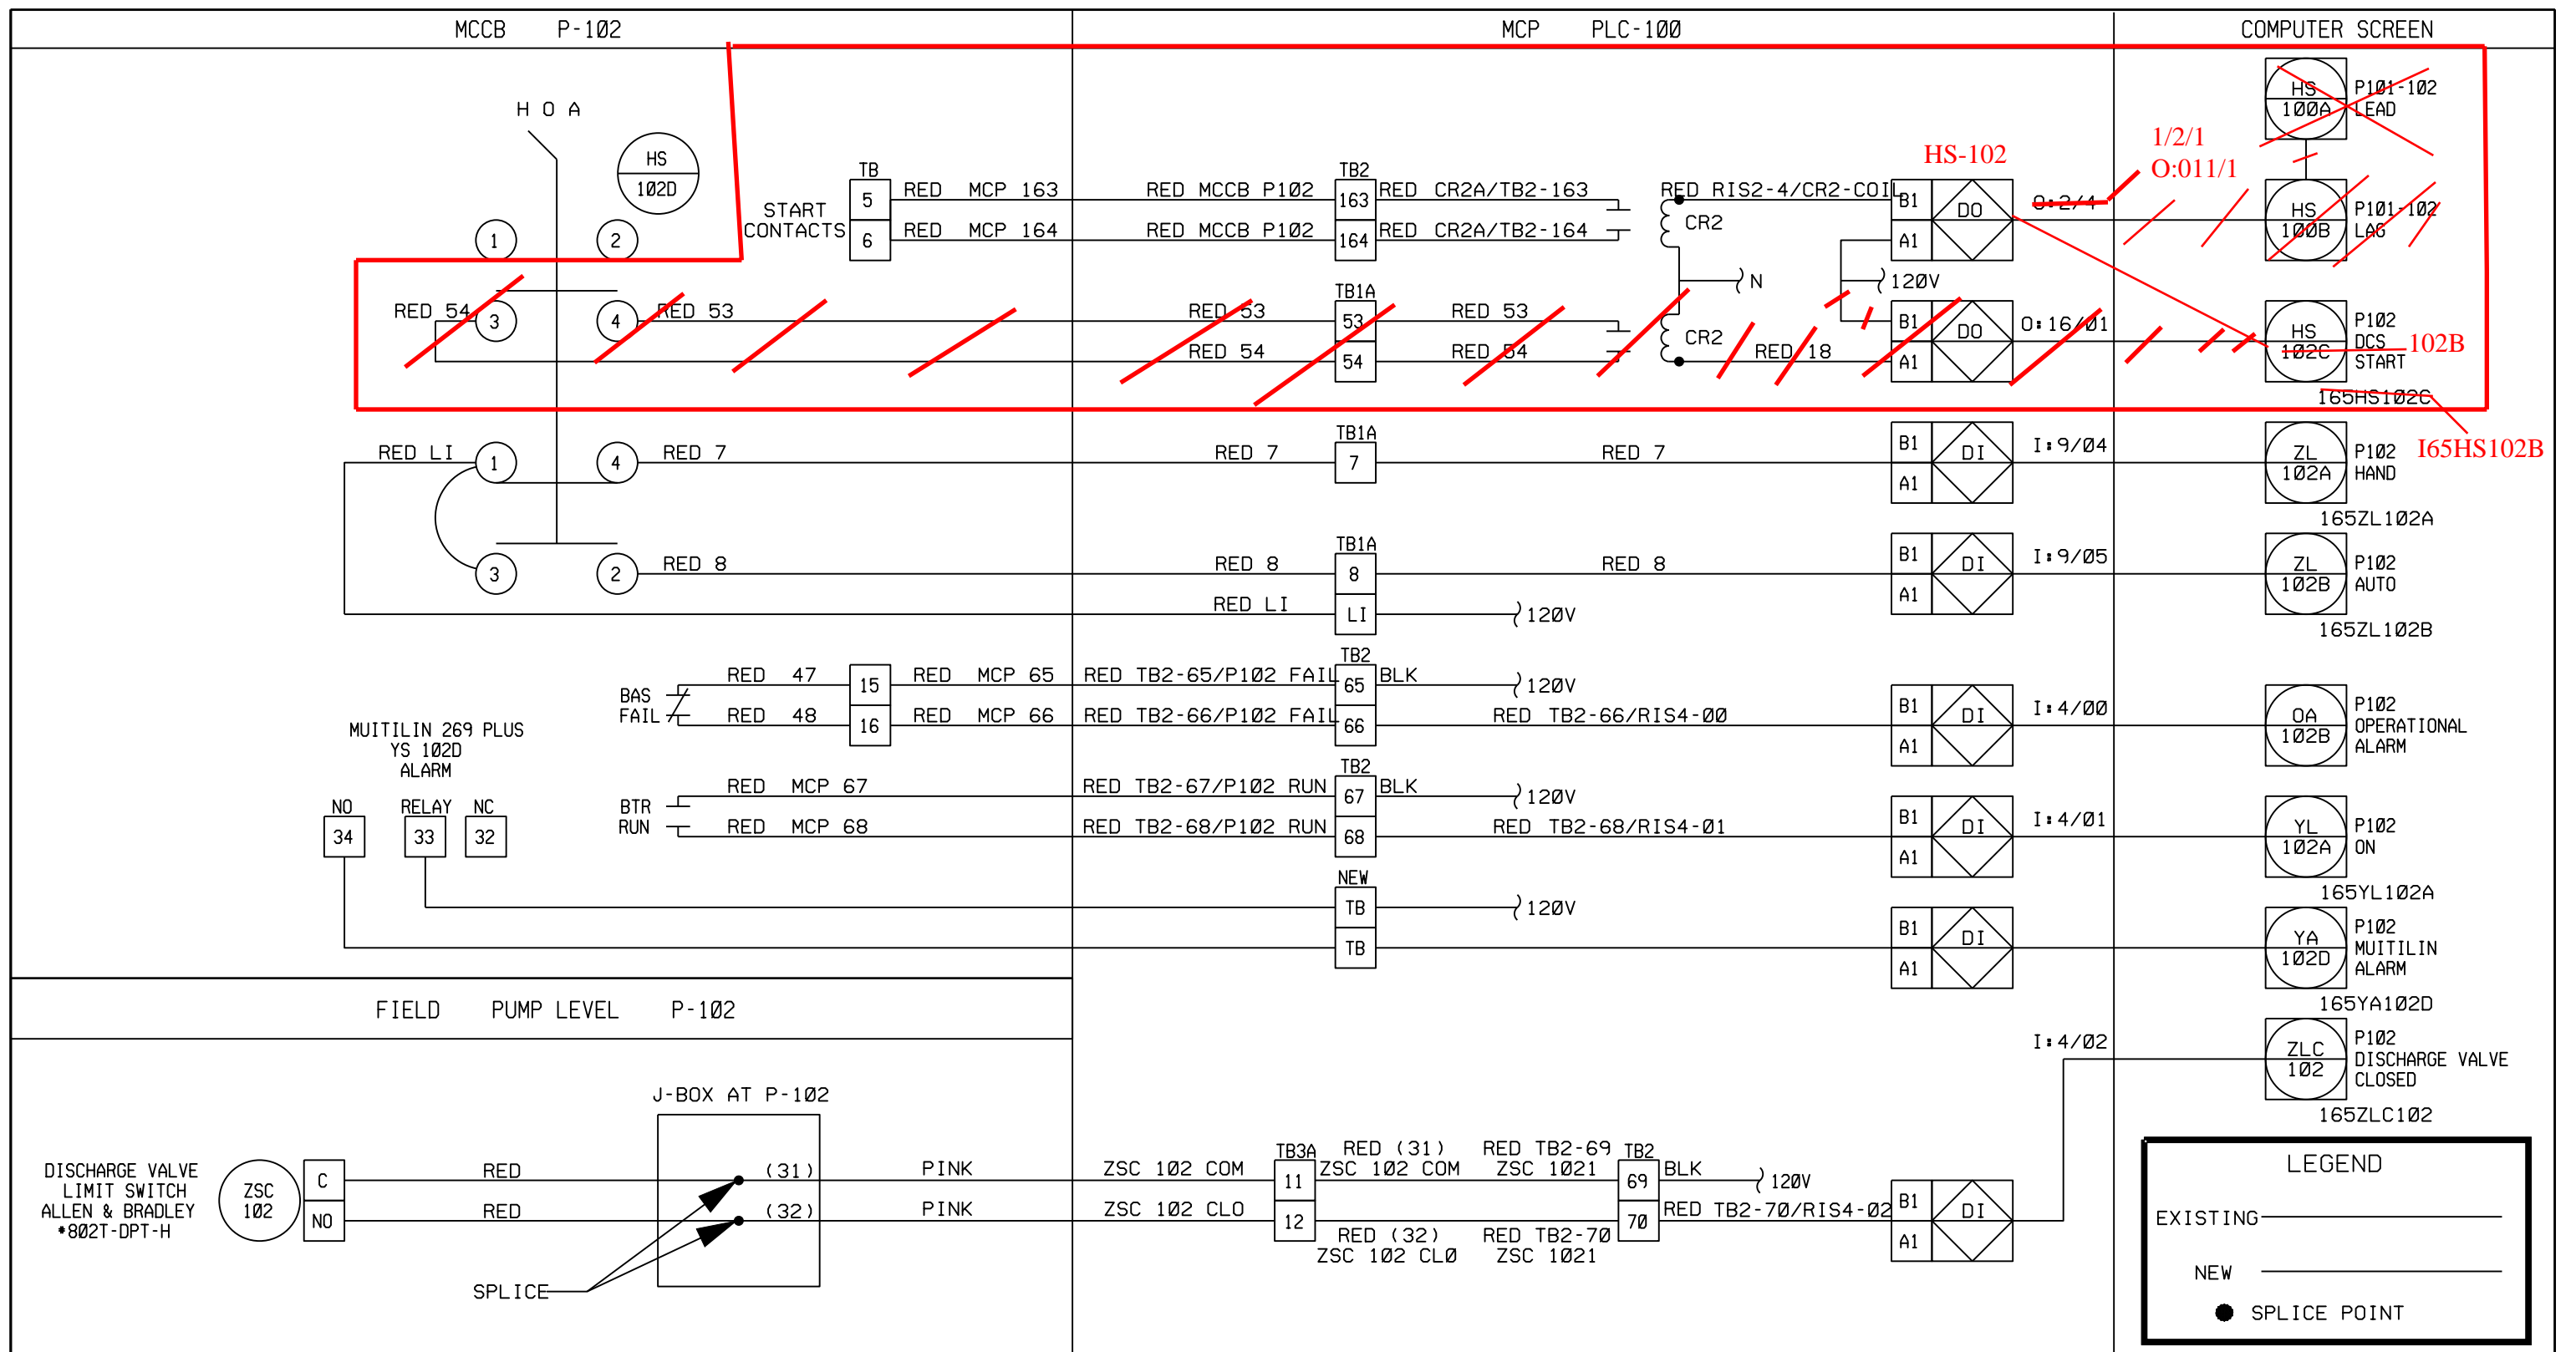 MCCB P-102
MCP PLC-100
COMPUTER SCREEN
H O A
HS
102D
START
CONTACTS
TB
5
6
RED MCP 163
RED MCP 164
RED MCCB P102
RED MCCB P102
TB2
163
164
RED CR2A/TB2-163
RED CR2A/TB2-164
RED RIS2-4/CR2-COIL
CR2
N
120V
HS-102
B1
A1
DO
O:2/4
1/2/1
O:011/1
HS
100A
P101-102
LEAD
HS
100B
P101-102
LAG
1
2
RED 54
3
4
RED 53
RED 53
RED 54
TB1A
53
54
RED 53
RED 54
CR2
RED 18
B1
A1
DO
O:16/01
HS
102C
P102
DCS
START
102B
165HS102C
I65HS102B
RED LI
1
4
RED 7
RED 7
TB1A
7
RED 7
B1
A1
DI
I:9/04
ZL
102A
P102
HAND
165ZL102A
3
2
RED 8
RED 8
RED LI
TB1A
8
LI
RED 8
120V
B1
A1
DI
I:9/05
ZL
102B
P102
AUTO
165ZL102B
BAS
FAIL
RED 47
RED 48
15
16
RED MCP 65
RED MCP 66
RED TB2-65/P102 FAIL
RED TB2-66/P102 FAIL
TB2
65
66
BLK
120V
RED TB2-66/RIS4-00
B1
A1
DI
I:4/00
OA
102B
P102
OPERATIONAL
ALARM
MUITILIN 269 PLUS
YS 102D
ALARM
NO
34
RELAY
33
NC
32
BTR
RUN
RED MCP 67
RED MCP 68
RED TB2-67/P102 RUN
RED TB2-68/P102 RUN
TB2
67
68
BLK
120V
RED TB2-68/RIS4-01
B1
A1
DI
I:4/01
YL
102A
P102
ON
165YL102A
NEW
TB
TB
120V
B1
A1
DI
YA
102D
P102
MUITILIN
ALARM
165YA102D
FIELD PUMP LEVEL P-102
I:4/02
ZLC
102
P102
DISCHARGE VALVE
CLOSED
165ZLC102
J-BOX AT P-102
DISCHARGE VALVE
LIMIT SWITCH
ALLEN & BRADLEY
*802T-DPT-H
ZSC
102
C
NO
RED
RED
(31)
(32)
SPLICE
PINK
PINK
ZSC 102 COM
ZSC 102 CLO
TB3A
11
12
RED (31)
ZSC 102 COM
RED (32)
ZSC 102 CLO
RED TB2-69
ZSC 1021
RED TB2-70
ZSC 1021
TB2
69
70
BLK
120V
RED TB2-70/RIS4-02
B1
A1
DI
LEGEND
EXISTING
NEW
SPLICE POINT